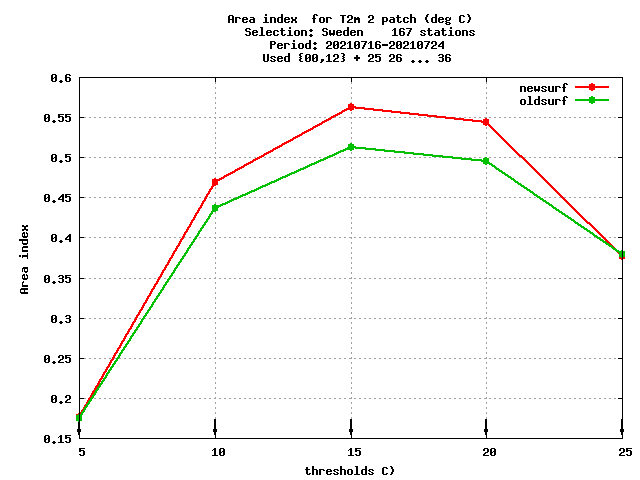 Area index  for T2m 2 patch (deg C)
Selection: Sweden    167 stations
Period: 20210716-20210724
Used {00,12} + 25 26 ... 36
newsurf
oldsurf
0.6
0.55
0.5
0.45
0.4
0.35
0.3
0.25
0.2
0.15
Area index
5 10 15 20 25
thresholds C)